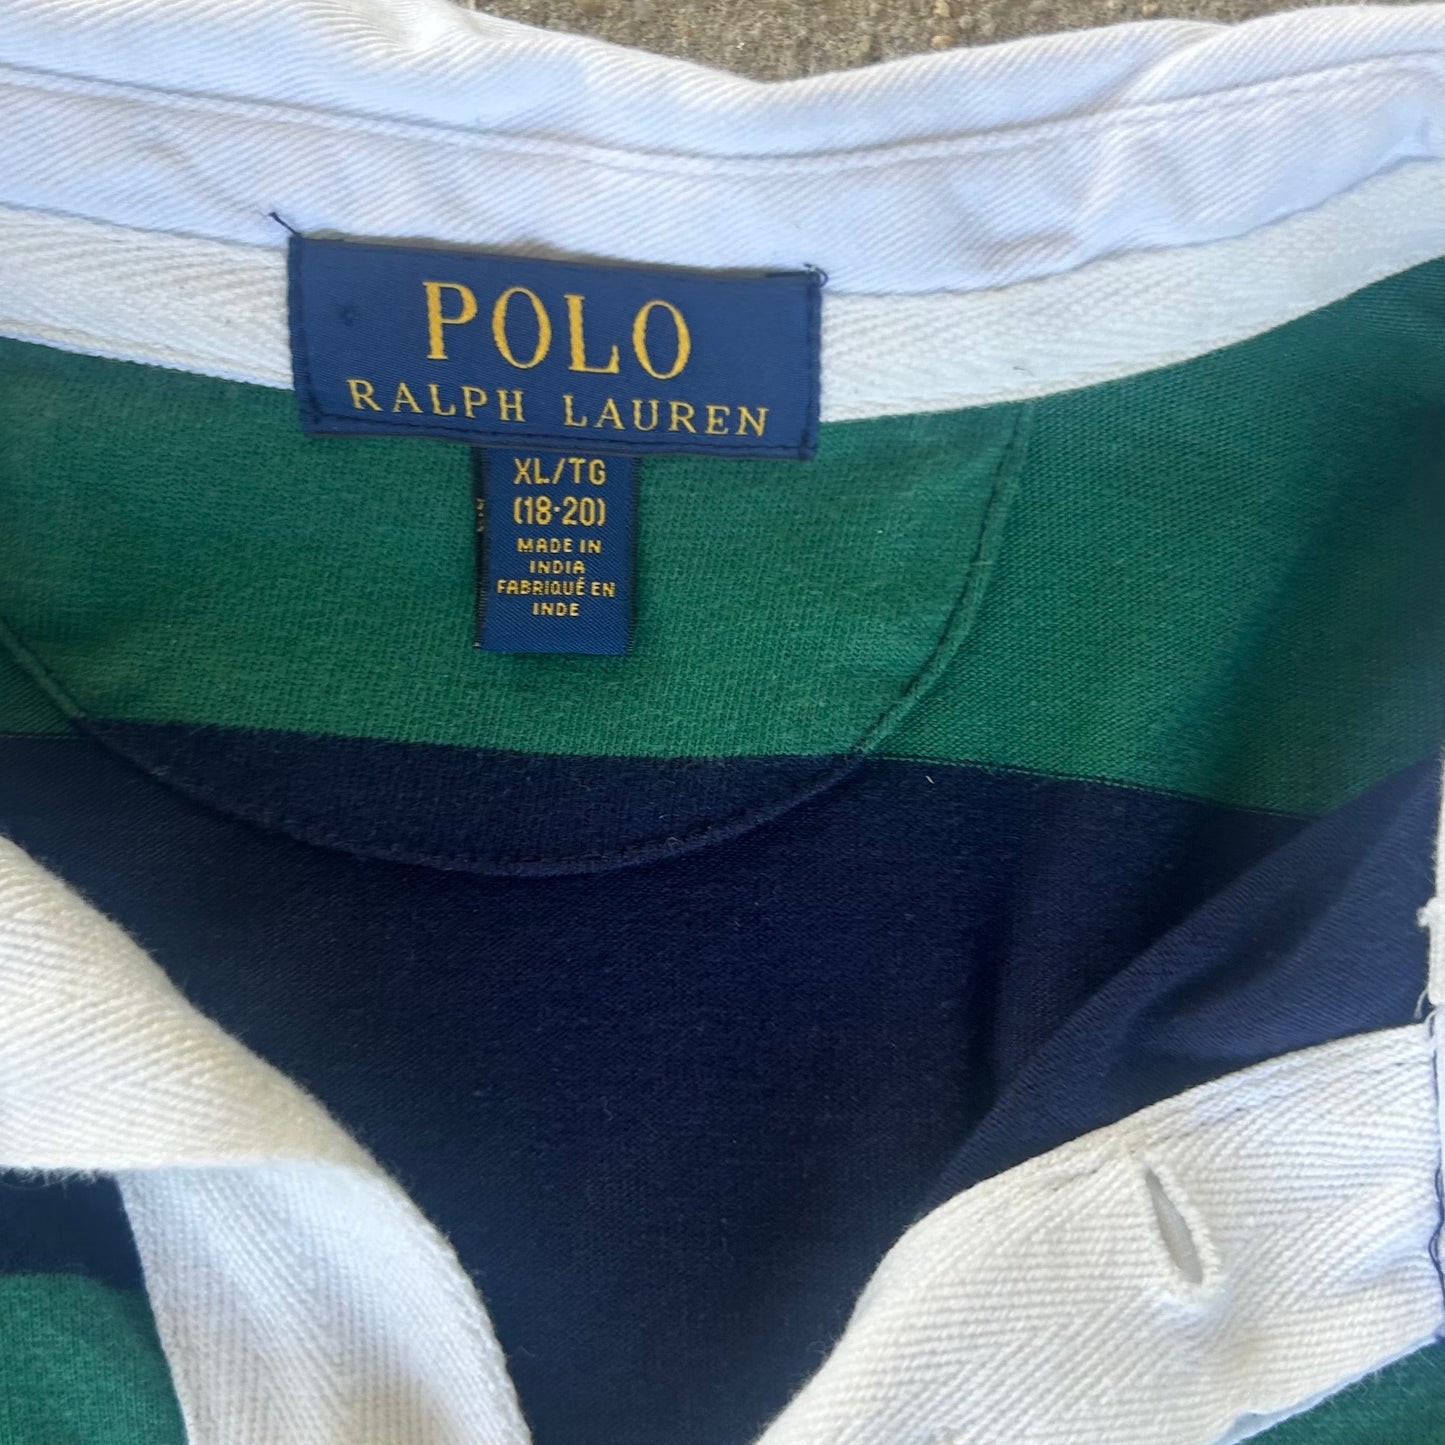 POLO
RALPH LAUREN
XL/TG
(18-20)
MADE IN
INDIA
FABRIQUÉ EN
INDE